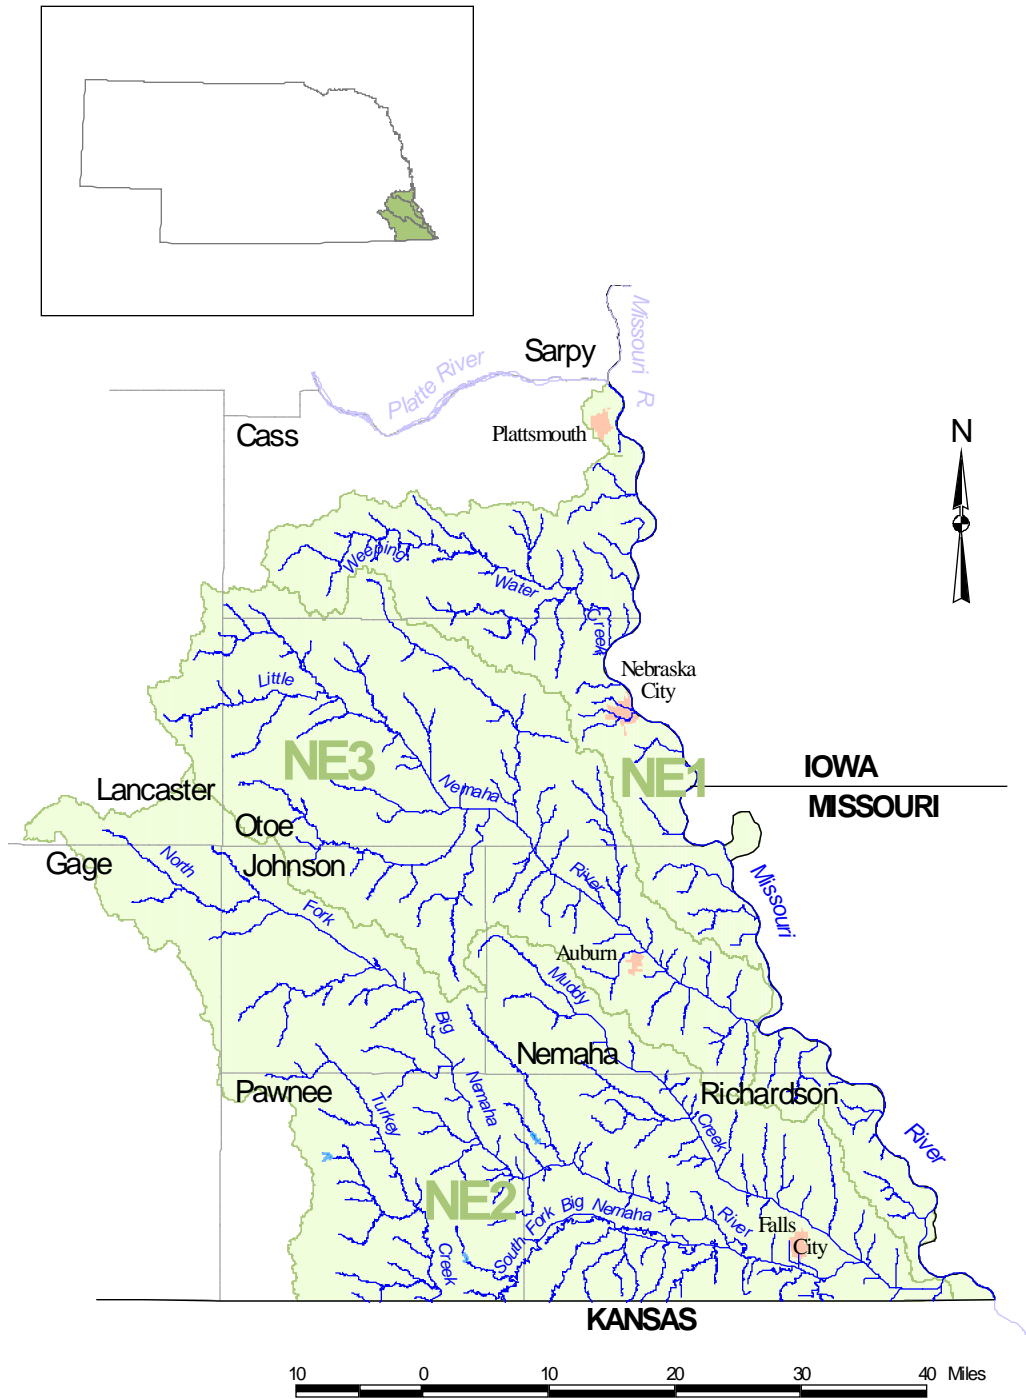 Sarpy
Missouri R
Platte River
Cass
Plattsmouth
N
Weeping
Water
Creek
Nebraska
City
Little
NE3
NE1
IOWA
MISSOURI
Nemaha
Lancaster
Otoe
Gage
Johnson
North
Fork
River
Missouri
Auburn
Muddy
Big
Nemaha
Nemaha
Pawnee
Richardson
Turkey
Creek
River
NE2
South Fork Big Nemaha
River
Falls
City
Creek
KANSAS
10 0 10 20 30 40 Miles